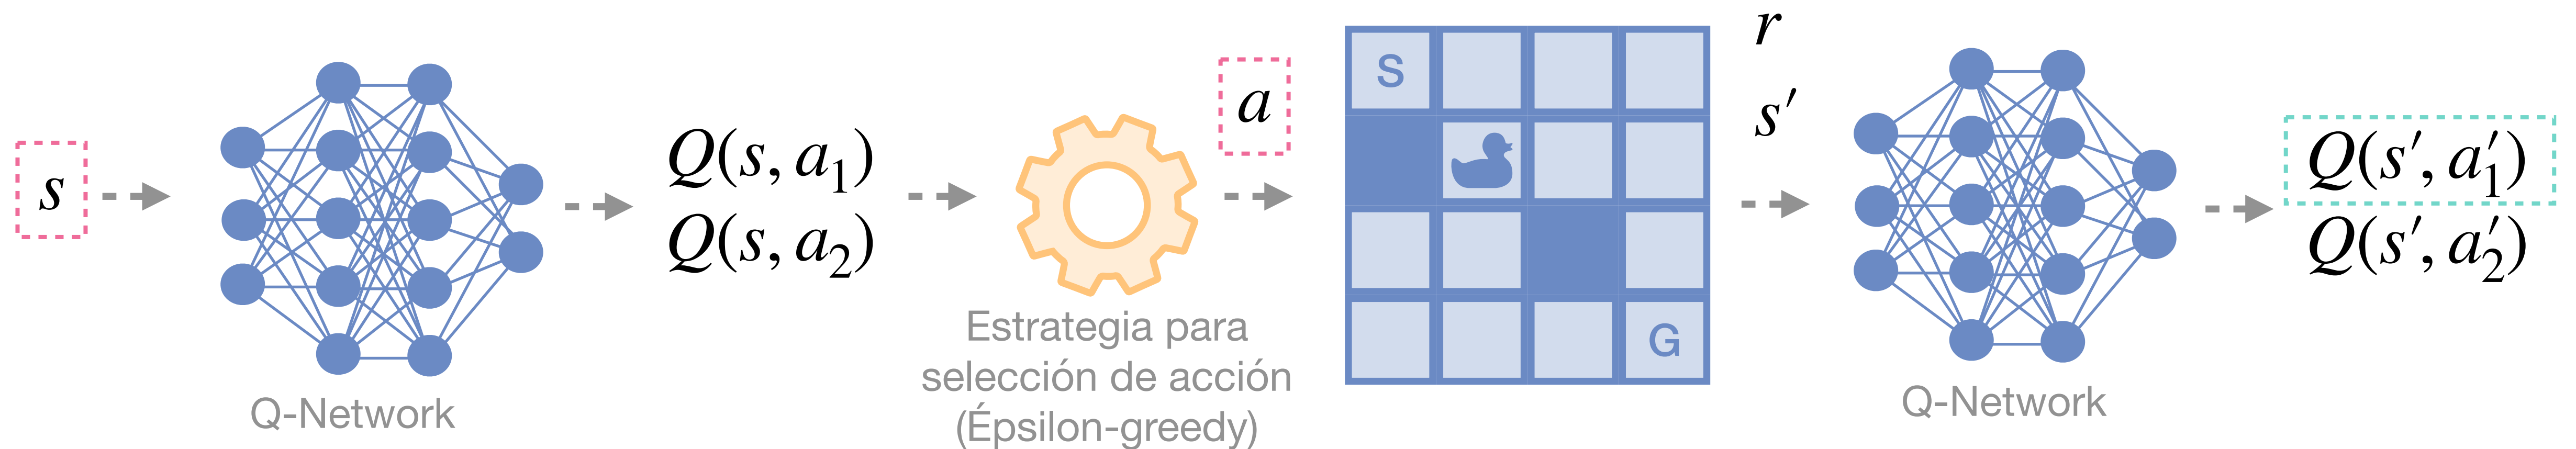 s
Q-Network
Q(s, a₁)
Q(s, a₂)
Estrategia para
selección de acción
(Épsilon-greedy)
a
S
G
r
s′
Q-Network
Q(s′, a′₁)
Q(s′, a′₂)